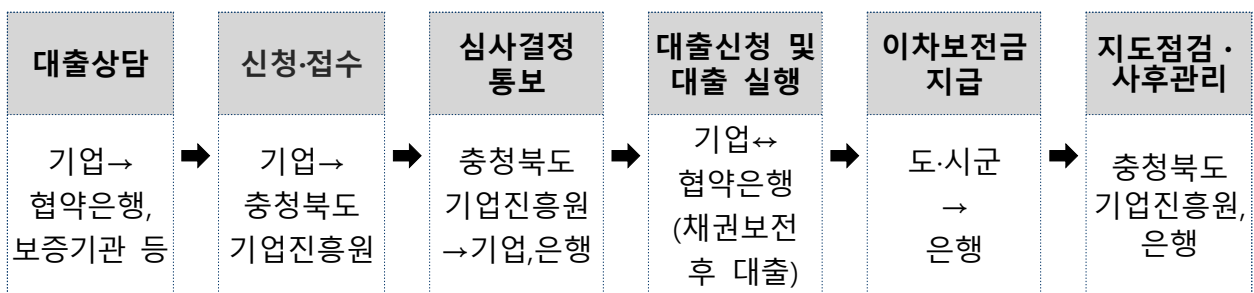 대출상담
신청·접수
심사결정
통보
대출신청 및
대출 실행
이차보전금
지급
지도점검·
사후관리
기업→
협약은행,
보증기관 등
➡
기업→
충청북도
기업진흥원
➡
충청북도
기업진흥원
→기업,은행
➡
기업↔
협약은행
(채권보전
후 대출)
➡
도·시군
→
은행
➡
충청북도
기업진흥원,
은행